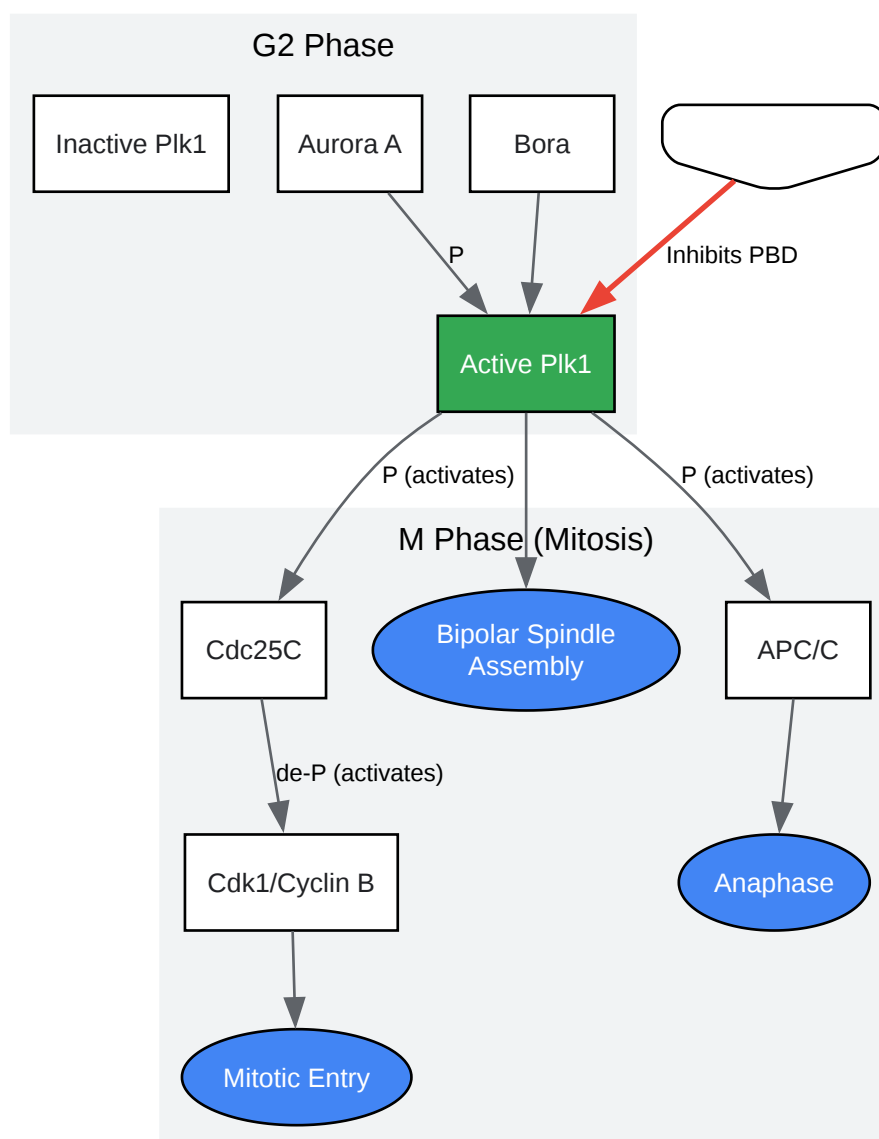 G2 Phase
Inactive Plk1
Aurora A
Bora
P
Inhibits PBD
Active Plk1
P (activates)
P (activates)
M Phase (Mitosis)
Cdc25C
Bipolar Spindle
Assembly
APC/C
de-P (activates)
Cdk1/Cyclin B
Anaphase
Mitotic Entry